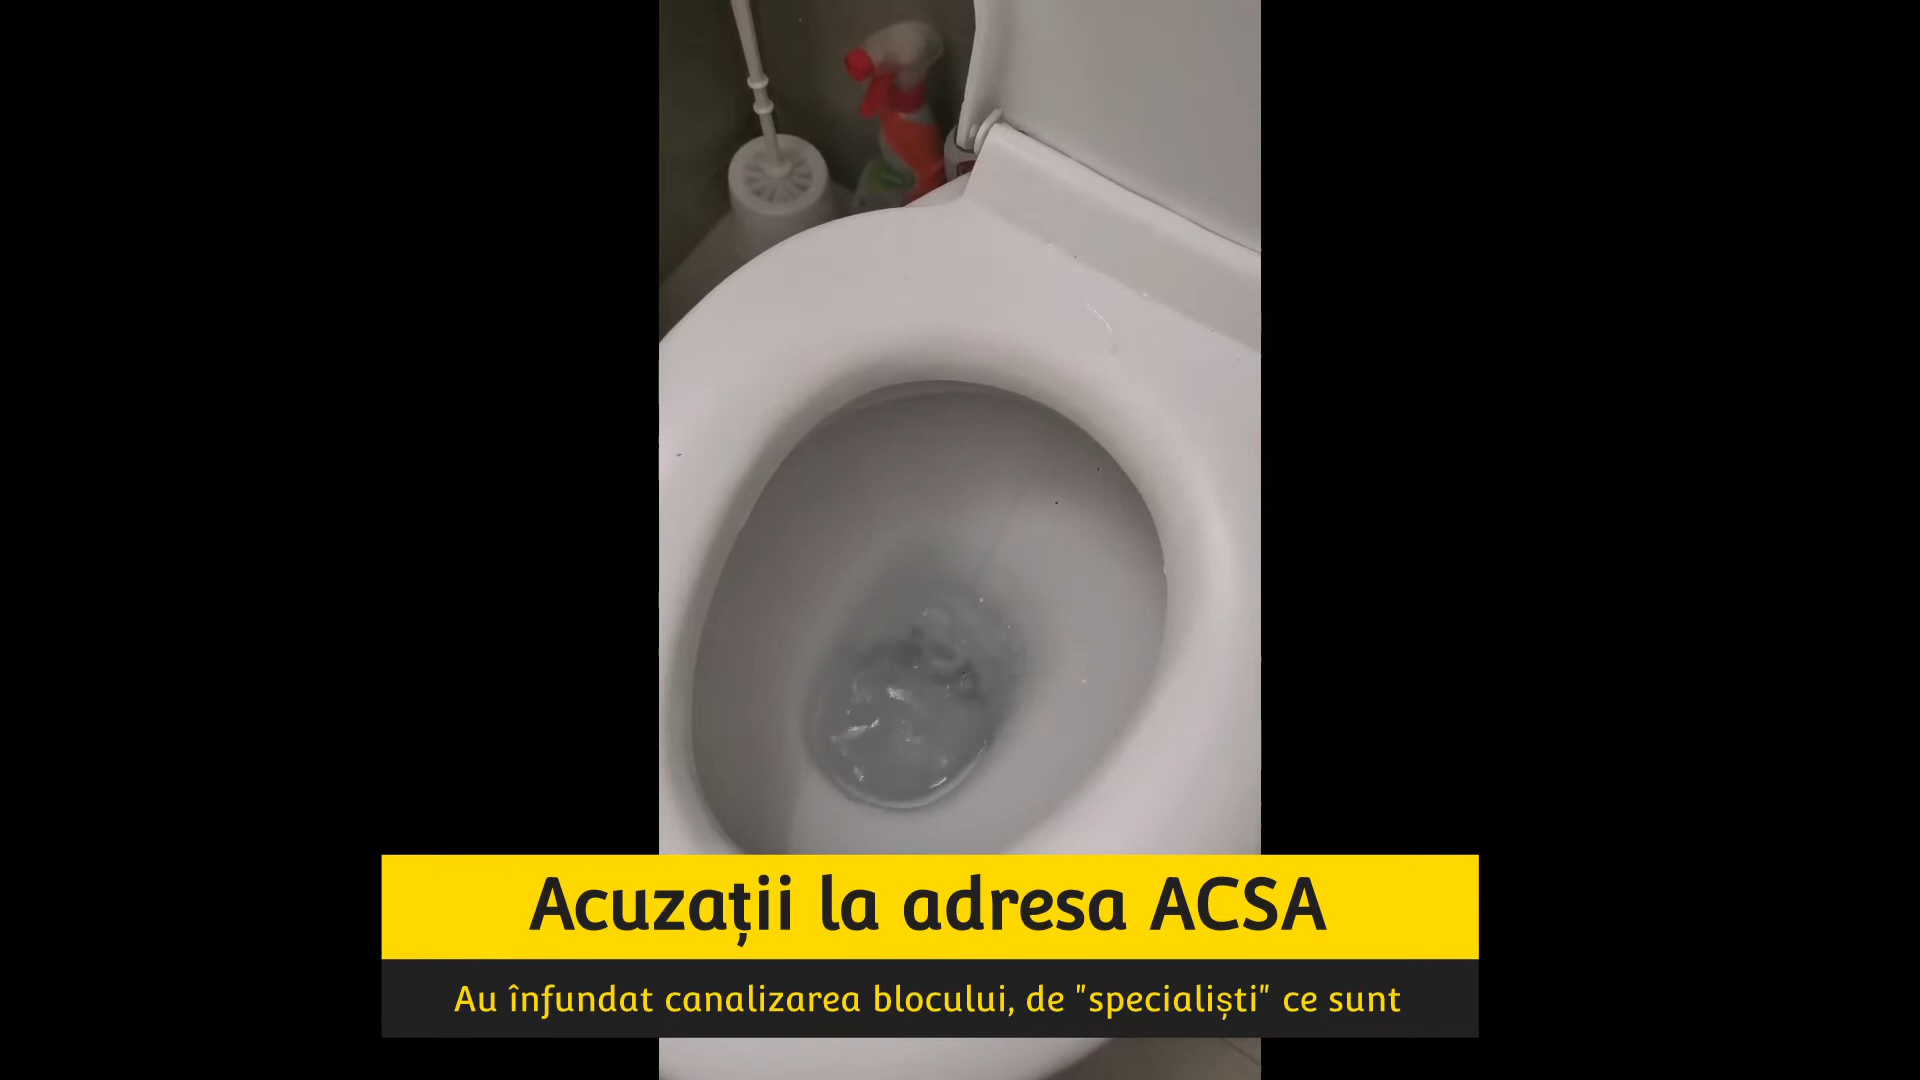 Acuzații la adresa ACSA
Au înfundat canalizarea blocului, de "specialiști" ce sunt